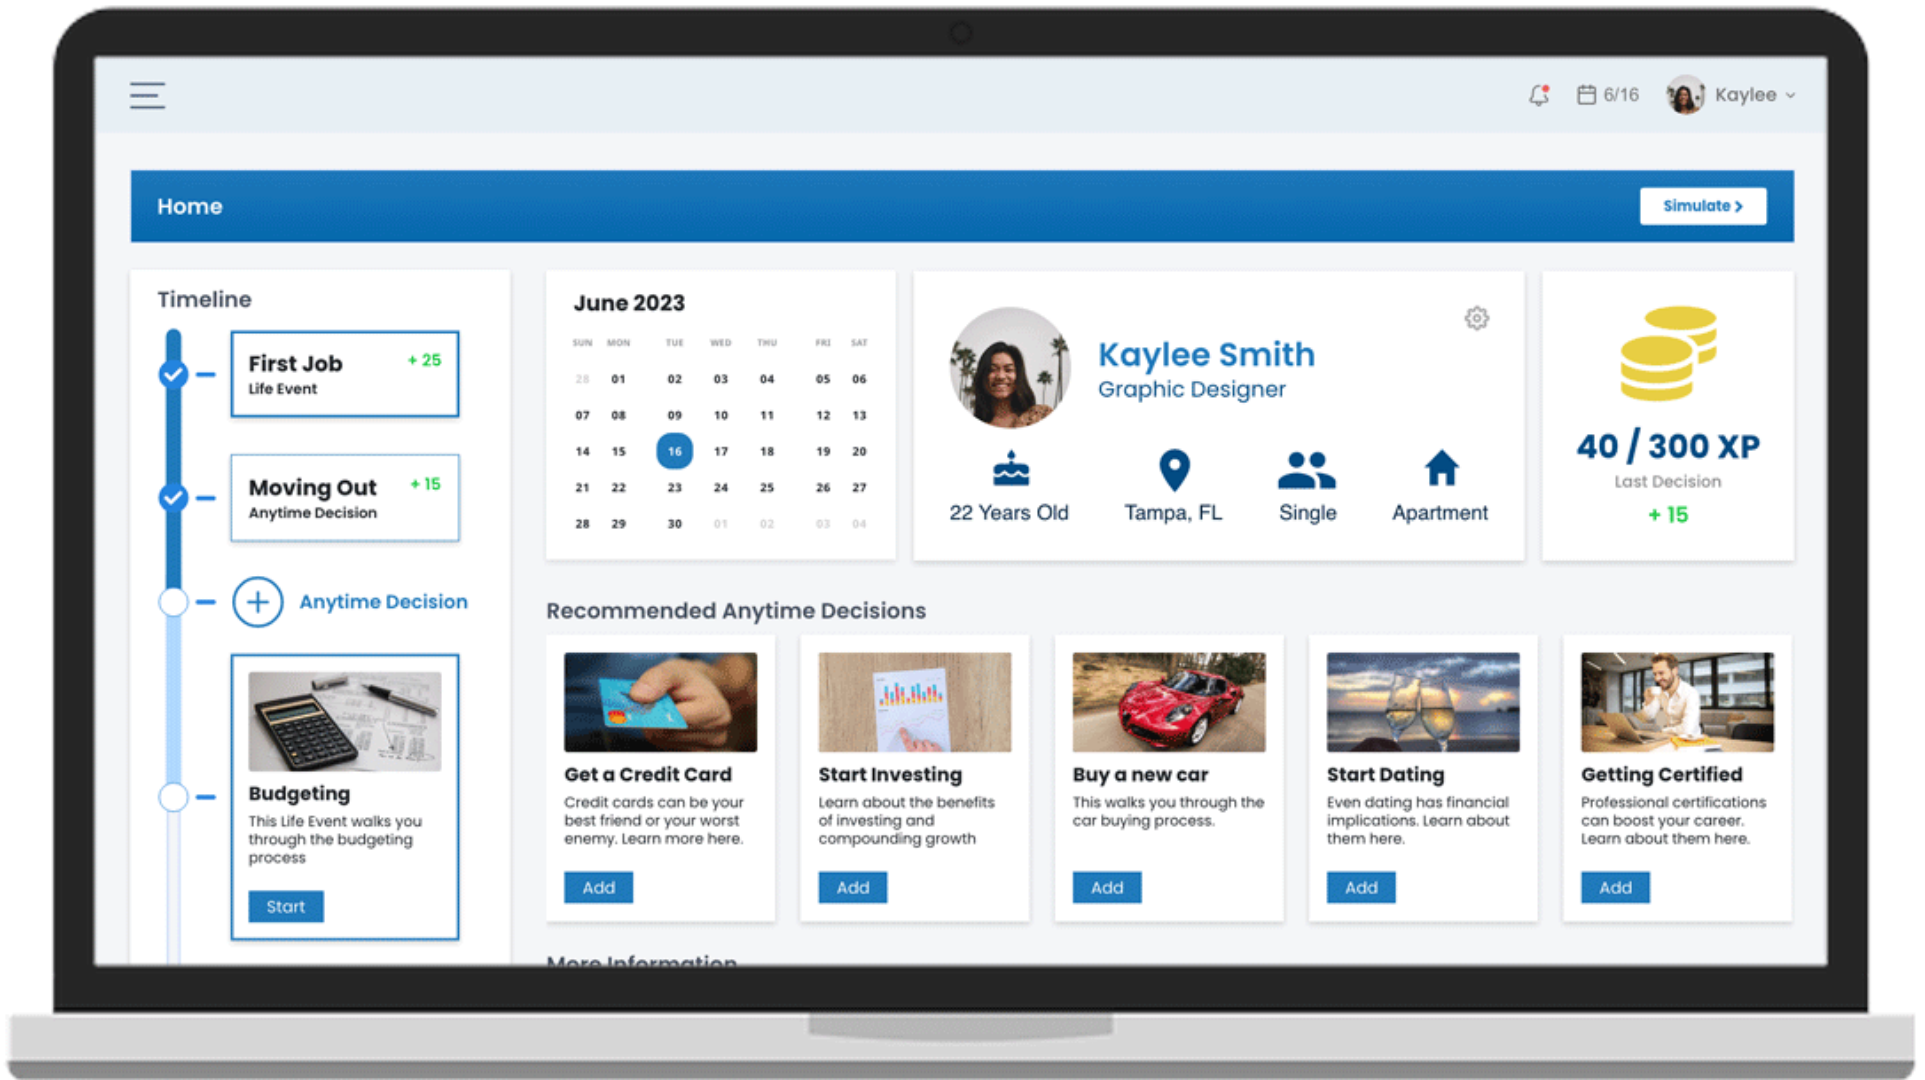 6/16
Kaylee
Home
Simulate
Timeline
First Job
+ 25
Life Event
Moving Out
+ 15
Anytime Decision
Anytime Decision
Budgeting
This Life Event walks you
through the budgeting
process
Start
June 2023
SUN MON TUE WED THU FRI SAT
28 01 02 03 04 05 06
07 08 09 10 11 12 13
14 15 16 17 18 19 20
21 22 23 24 25 26 27
28 29 30 01 02 03 04
Kaylee Smith
Graphic Designer
22 Years Old
Tampa, FL
Single
Apartment
40 / 300 XP
Last Decision
+ 15
Recommended Anytime Decisions
Get a Credit Card
Credit cards can be your
best friend or your worst
enemy. Learn more here.
Add
Start Investing
Learn about the benefits
of investing and
compounding growth
Add
Buy a new car
This walks you through the
car buying process.
Add
Start Dating
Even dating has financial
implications. Learn about
them here.
Add
Getting Certified
Professional certifications
can boost your career.
Learn about them here.
Add
More Information